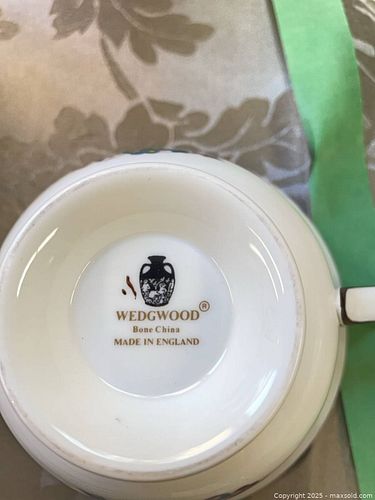 WEDGWOOD®
Bone China
MADE IN ENGLAND
Copyright 2025 - maxsold.com